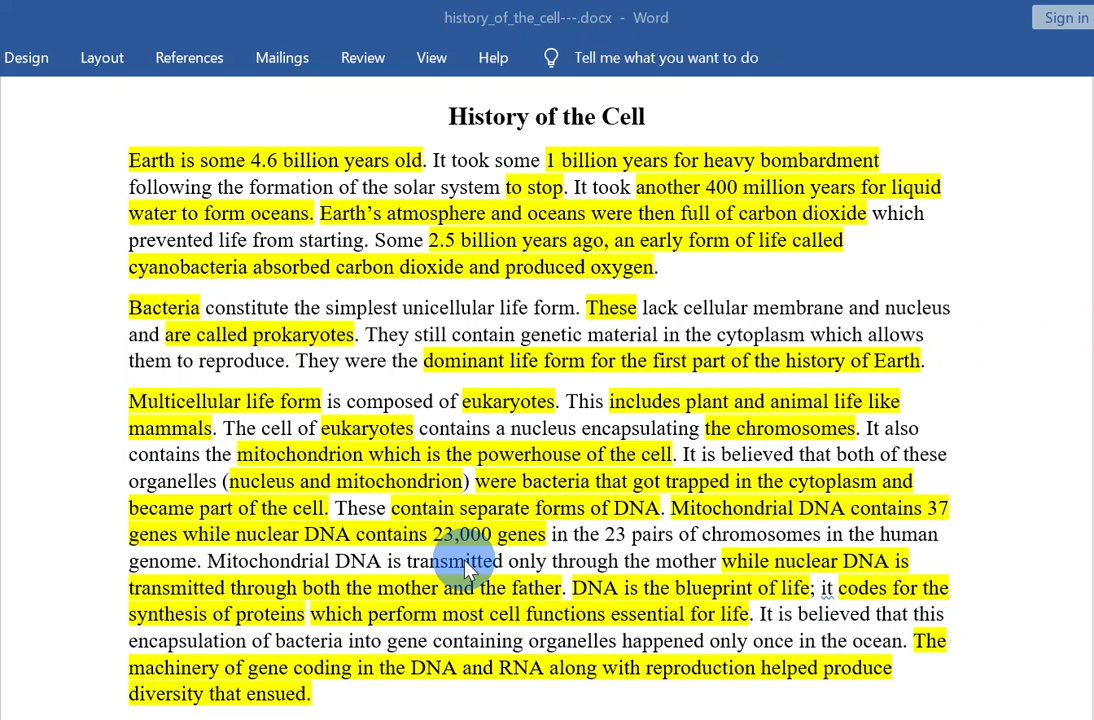 history_of_the_cell---.docx - Word
Sign in
Design Layout References Mailings Review View Help Tell me what you want to do
History of the Cell
Earth is some 4.6 billion years old. It took some 1 billion years for heavy bombardment
following the formation of the solar system to stop. It took another 400 million years for liquid
water to form oceans. Earth’s atmosphere and oceans were then full of carbon dioxide which
prevented life from starting. Some 2.5 billion years ago, an early form of life called
cyanobacteria absorbed carbon dioxide and produced oxygen.
Bacteria constitute the simplest unicellular life form. These lack cellular membrane and nucleus
and are called prokaryotes. They still contain genetic material in the cytoplasm which allows
them to reproduce. They were the dominant life form for the first part of the history of Earth.
Multicellular life form is composed of eukaryotes. This includes plant and animal life like
mammals. The cell of eukaryotes contains a nucleus encapsulating the chromosomes. It also
contains the mitochondrion which is the powerhouse of the cell. It is believed that both of these
organelles (nucleus and mitochondrion) were bacteria that got trapped in the cytoplasm and
became part of the cell. These contain separate forms of DNA. Mitochondrial DNA contains 37
genes while nuclear DNA contains 23,000 genes in the 23 pairs of chromosomes in the human
genome. Mitochondrial DNA is transmitted only through the mother while nuclear DNA is
transmitted through both the mother and the father. DNA is the blueprint of life; it codes for the
synthesis of proteins which perform most cell functions essential for life. It is believed that this
encapsulation of bacteria into gene containing organelles happened only once in the ocean. The
machinery of gene coding in the DNA and RNA along with reproduction helped produce
diversity that ensued.